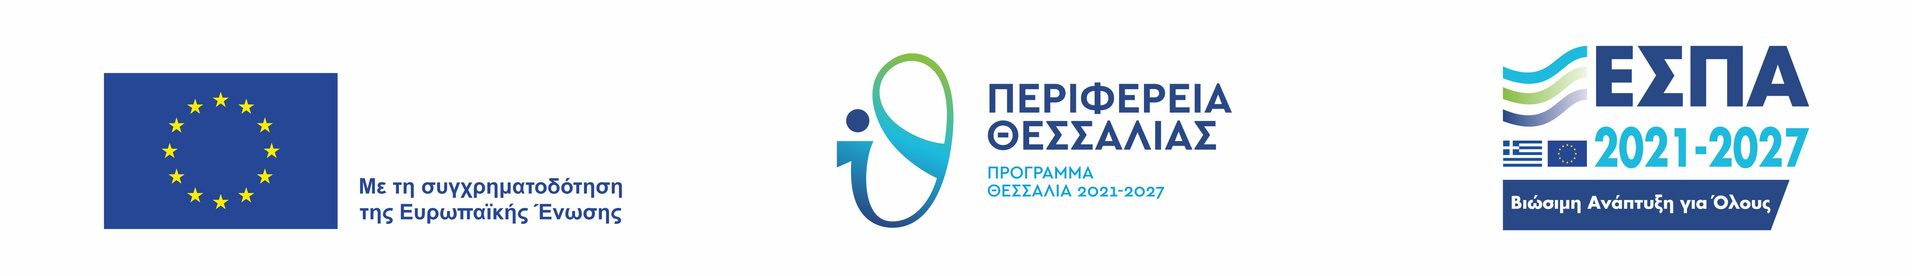 Με τη συγχρηματοδότηση
της Ευρωπαϊκής Ένωσης
ΠΕΡΙΦΕΡΕΙΑ
ΘΕΣΣΑΛΙΑΣ
ΠΡΟΓΡΑΜΜΑ
ΘΕΣΣΑΛΙΑ 2021-2027
ΕΣΠΑ
2021-2027
Βιώσιμη Ανάπτυξη για Όλους